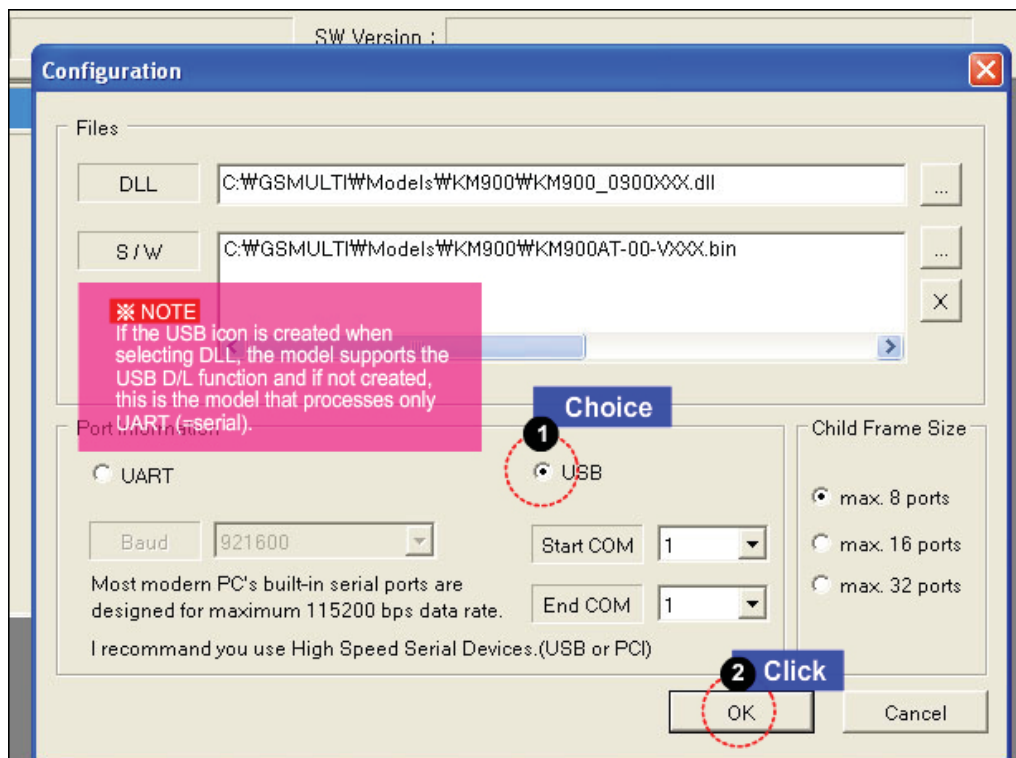 SW Version :
Configuration
Files
DLL
C:₩GSMULTI₩Models₩KM900₩KM900_0900XXX.dll
...
S/W
C:₩GSMULTI₩Models₩KM900₩KM900AT-00-VXXX.bin
...
X
※ NOTE
If the USB icon is created when
selecting DLL, the model supports the
USB D/L function and if not created,
this is the model that processes only
UART (=serial).
Port Information
1 Choice
UART
USB
Baud
921600
Start COM
1
Most modern PC's built-in serial ports are
designed for maximum 115200 bps data rate.
End COM
1
I recommand you use High Speed Serial Devices.(USB or PCI)
Child Frame Size
max. 8 ports
max. 16 ports
max. 32 ports
2 Click
OK
Cancel